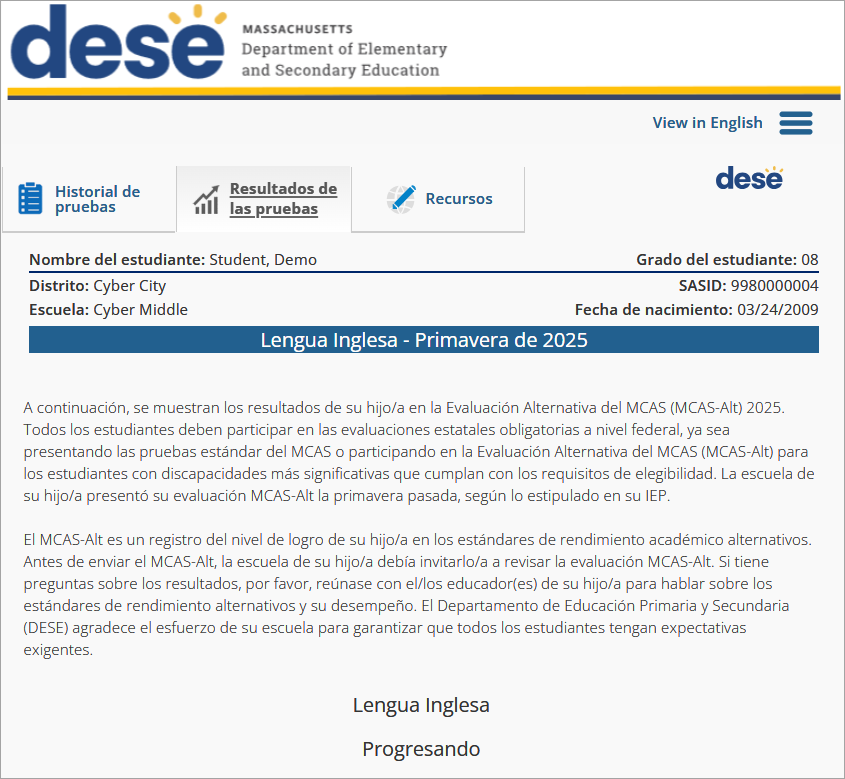 dese
MASSACHUSETTS
Department of Elementary
and Secondary Education
View in English
Historial de
pruebas
Resultados de
las pruebas
Recursos
dese
Nombre del estudiante: Student, Demo
Grado del estudiante: 08
Distrito: Cyber City
SASID: 9980000004
Escuela: Cyber Middle
Fecha de nacimiento: 03/24/2009
Lengua Inglesa - Primavera de 2025
A continuación, se muestran los resultados de su hijo/a en la Evaluación Alternativa del MCAS (MCAS-Alt) 2025.
Todos los estudiantes deben participar en las evaluaciones estatales obligatorias a nivel federal, ya sea
presentando las pruebas estándar del MCAS o participando en la Evaluación Alternativa del MCAS (MCAS-Alt) para
los estudiantes con discapacidades más significativas que cumplan con los requisitos de elegibilidad. La escuela de
su hijo/a presentó su evaluación MCAS-Alt la primavera pasada, según lo estipulado en su IEP.
El MCAS-Alt es un registro del nivel de logro de su hijo/a en los estándares de rendimiento académico alternativos.
Antes de enviar el MCAS-Alt, la escuela de su hijo/a debía invitarlo/a a revisar la evaluación MCAS-Alt. Si tiene
preguntas sobre los resultados, por favor, reúnase con el/los educador(es) de su hijo/a para hablar sobre los
estándares de rendimiento alternativos y su desempeño. El Departamento de Educación Primaria y Secundaria
(DESE) agradece el esfuerzo de su escuela para garantizar que todos los estudiantes tengan expectativas
exigentes.
Lengua Inglesa
Progresando